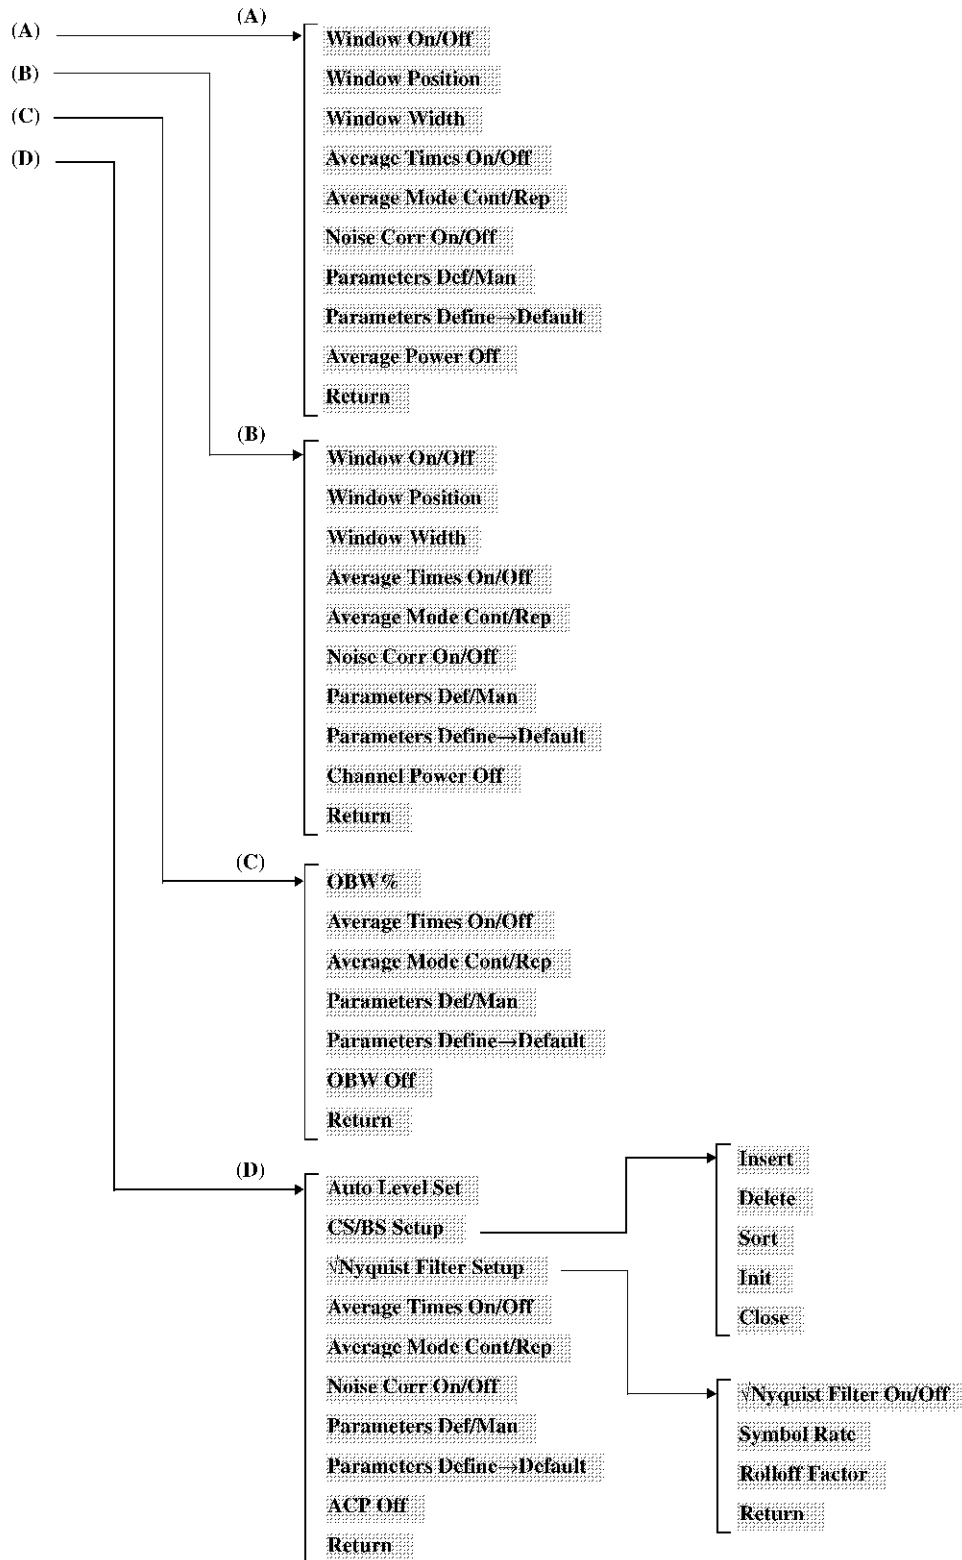 (A)
(B)
(C)
(D)
(A)
Window On/Off
Window Position
Window Width
Average Times On/Off
Average Mode Cont/Rep
Noise Corr On/Off
Parameters Def/Man
Parameters Define→Default
Average Power Off
Return
(B)
Window On/Off
Window Position
Window Width
Average Times On/Off
Average Mode Cont/Rep
Noise Corr On/Off
Parameters Def/Man
Parameters Define→Default
Channel Power Off
Return
(C)
OBW%
Average Times On/Off
Average Mode Cont/Rep
Parameters Def/Man
Parameters Define→Default
OBW Off
Return
(D)
Auto Level Set
CS/BS Setup
√Nyquist Filter Setup
Average Times On/Off
Average Mode Cont/Rep
Noise Corr On/Off
Parameters Def/Man
Parameters Define→Default
ACP Off
Return
Insert
Delete
Sort
Init
Close
√Nyquist Filter On/Off
Symbol Rate
Rolloff Factor
Return